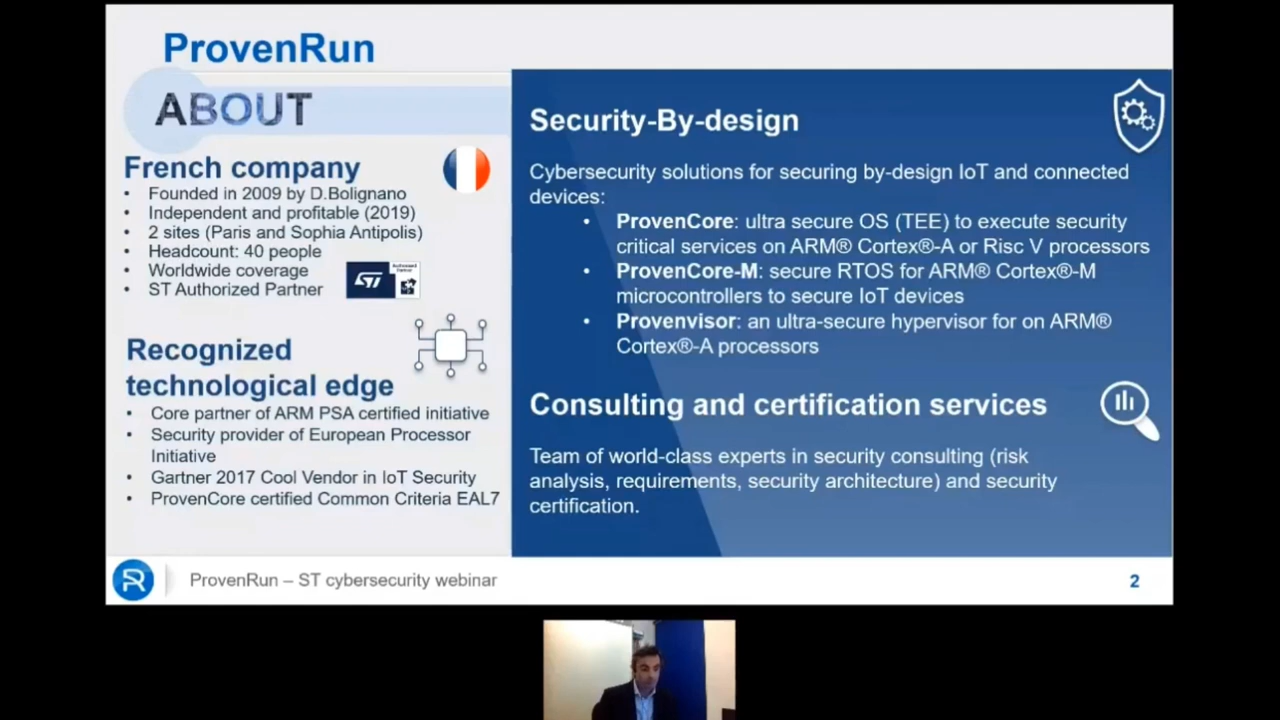 ProvenRun
ABOUT
French company
• Founded in 2009 by D.Bolignano
• Independent and profitable (2019)
• 2 sites (Paris and Sophia Antipolis)
• Headcount: 40 people
• Worldwide coverage
• ST Authorized Partner
ST
Recognized
technological edge
• Core partner of ARM PSA certified initiative
• Security provider of European Processor
Initiative
• Gartner 2017 Cool Vendor in IoT Security
• ProvenCore certified Common Criteria EAL7
Security-By-design
Cybersecurity solutions for securing by-design IoT and connected
devices:
• ProvenCore: ultra secure OS (TEE) to execute security
critical services on ARM® Cortex®-A or Risc V processors
• ProvenCore-M: secure RTOS for ARM® Cortex®-M
microcontrollers to secure IoT devices
• Provenvisor: an ultra-secure hypervisor for on ARM®
Cortex®-A processors
Consulting and certification services
Team of world-class experts in security consulting (risk
analysis, requirements, security architecture) and security
certification.
ProvenRun – ST cybersecurity webinar
2